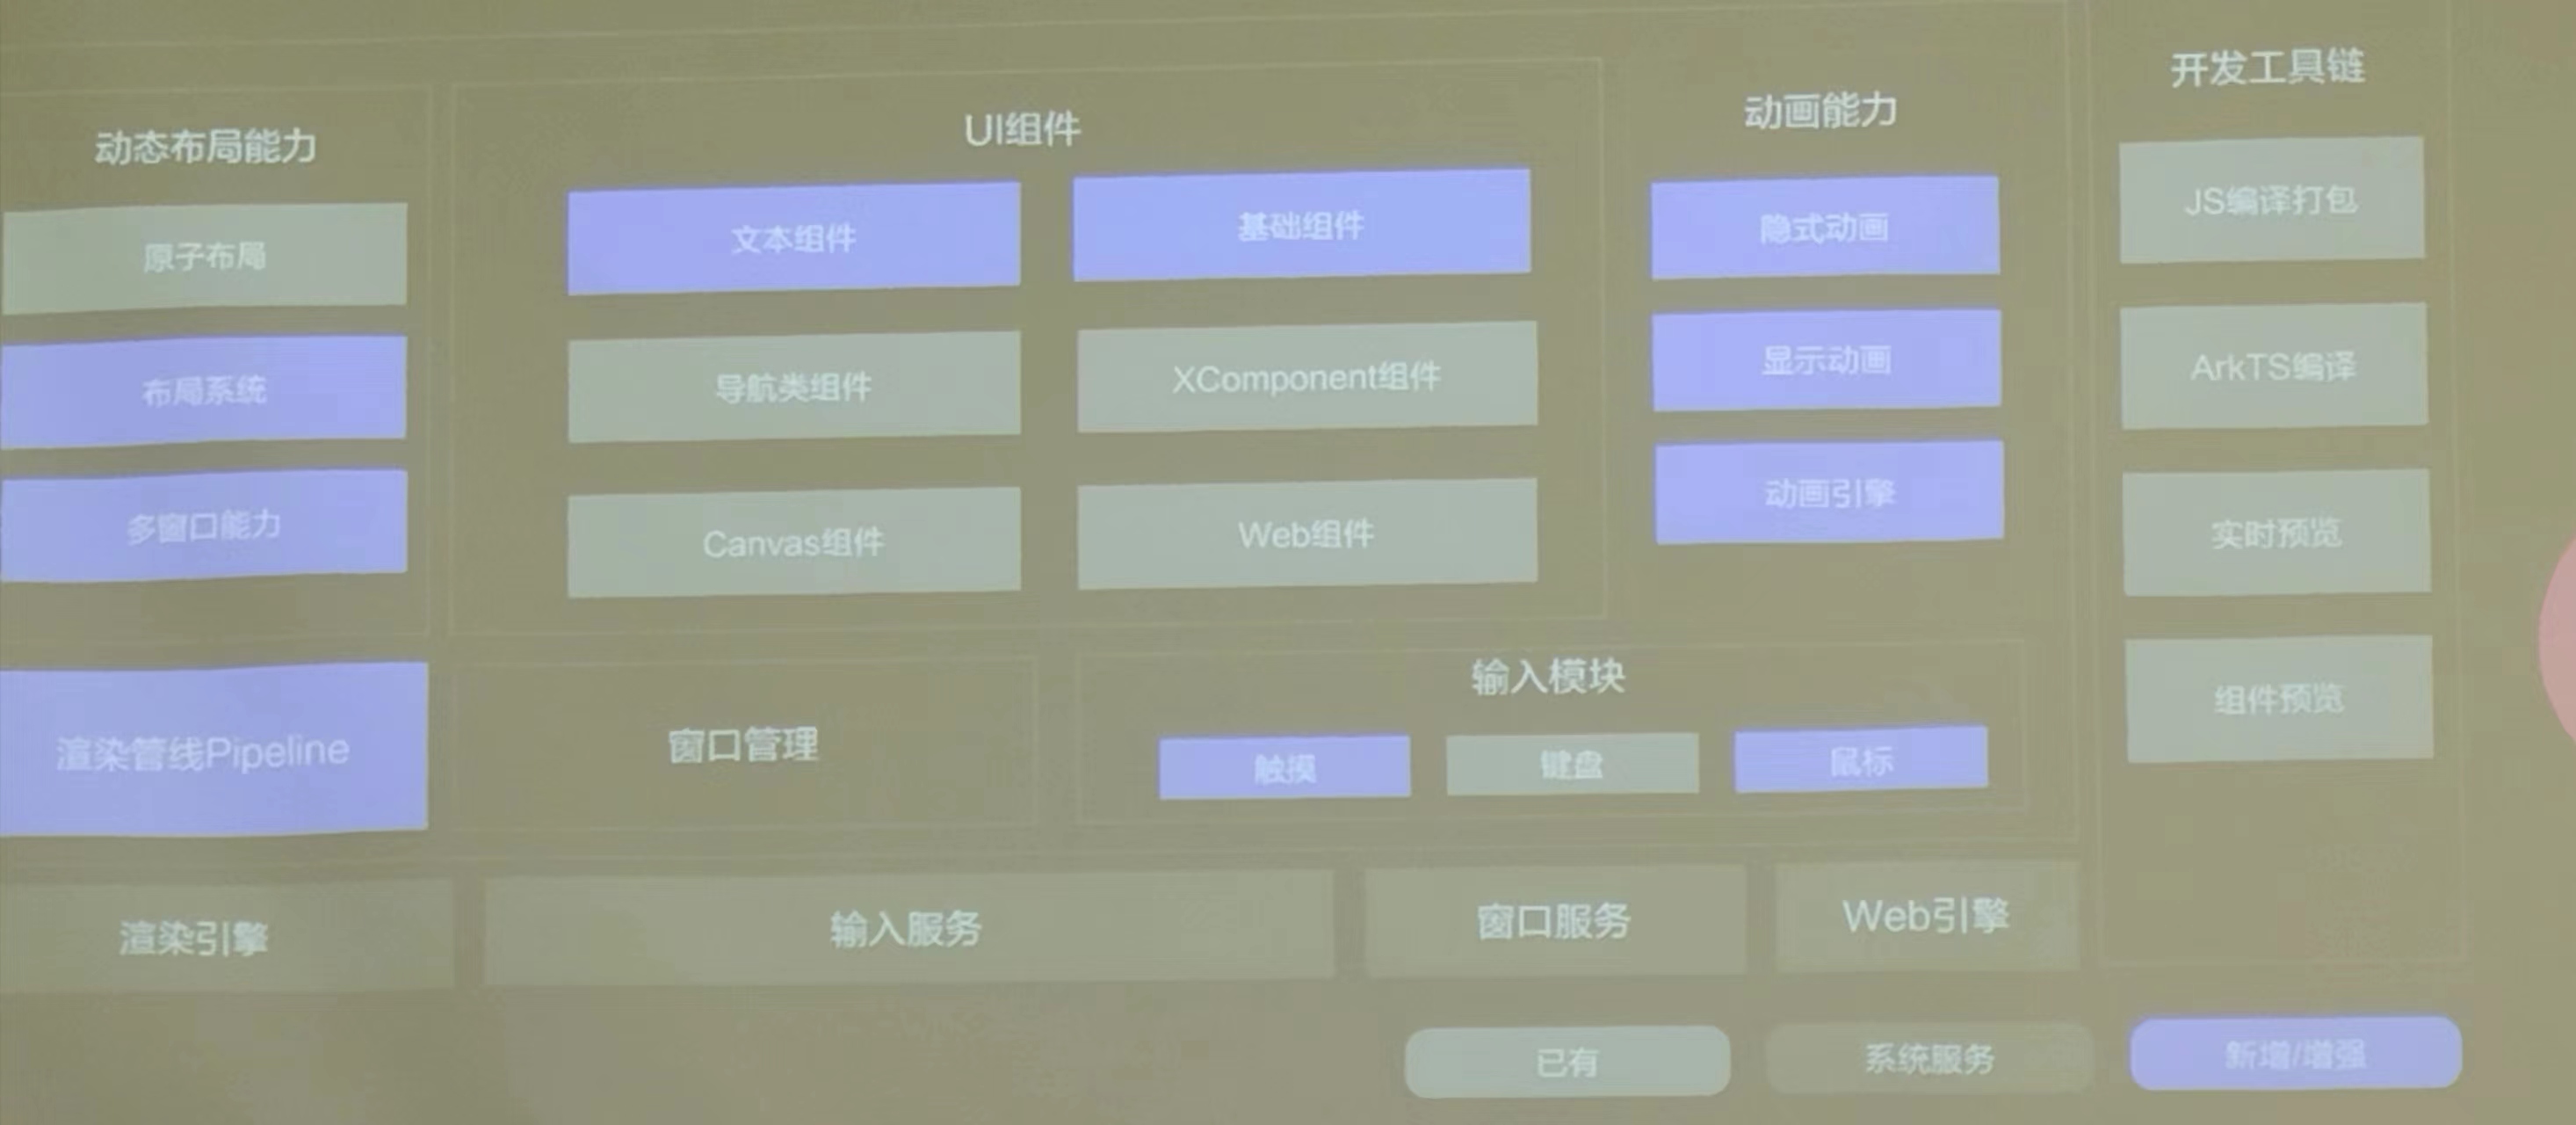 动态布局能力
原子布局
布局系统
多窗口能力
UI组件
文本组件
基础组件
导航类组件
XComponent组件
Canvas组件
Web组件
动画能力
隐式动画
显示动画
动画引擎
开发工具链
JS编译打包
ArkTS编译
实时预览
组件预览
渲染管线Pipeline
窗口管理
输入模块
触摸
键盘
鼠标
渲染引擎
输入服务
窗口服务
Web引擎
已有
系统服务
新增/增强